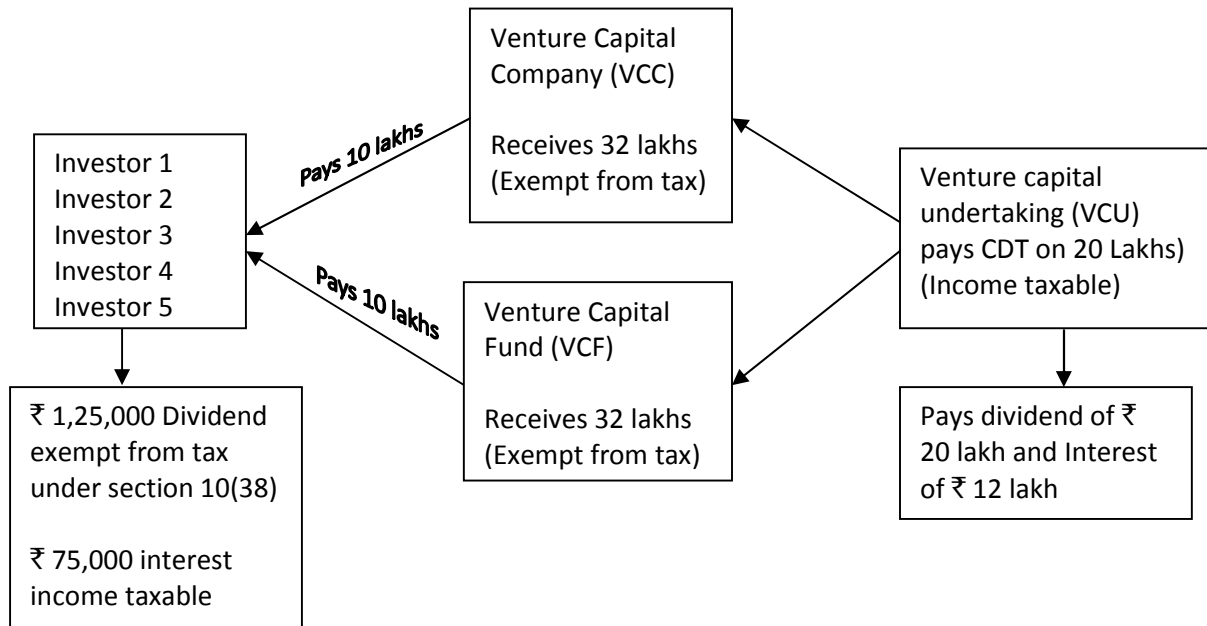 Venture Capital
Company (VCC)
Receives 32 lakhs
(Exempt from tax)
Pays 10 lakhs
Investor 1
Investor 2
Investor 3
Investor 4
Investor 5
Venture capital
undertaking (VCU)
pays CDT on 20 Lakhs)
(Income taxable)
Pays 10 lakhs
Venture Capital
Fund (VCF)
Receives 32 lakhs
(Exempt from tax)
₹ 1,25,000 Dividend
exempt from tax
under section 10(38)
₹ 75,000 interest
income taxable
Pays dividend of ₹
20 lakh and Interest
of ₹ 12 lakh